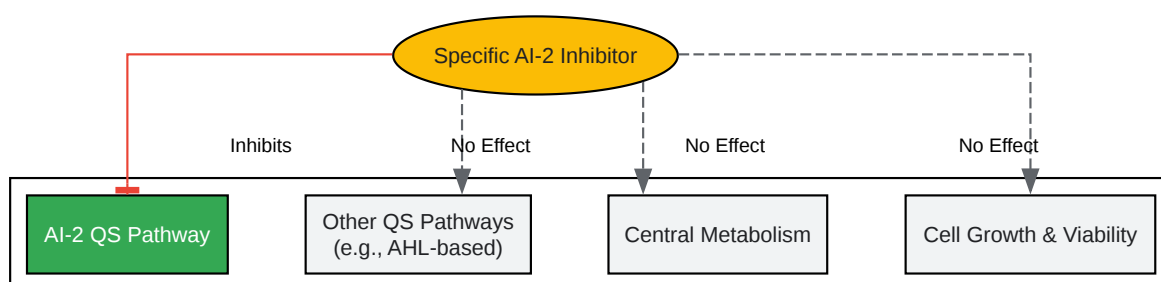 Specific AI-2 Inhibitor
Inhibits
No Effect
No Effect
No Effect
AI-2 QS Pathway
Other QS Pathways
(e.g., AHL-based)
Central Metabolism
Cell Growth & Viability